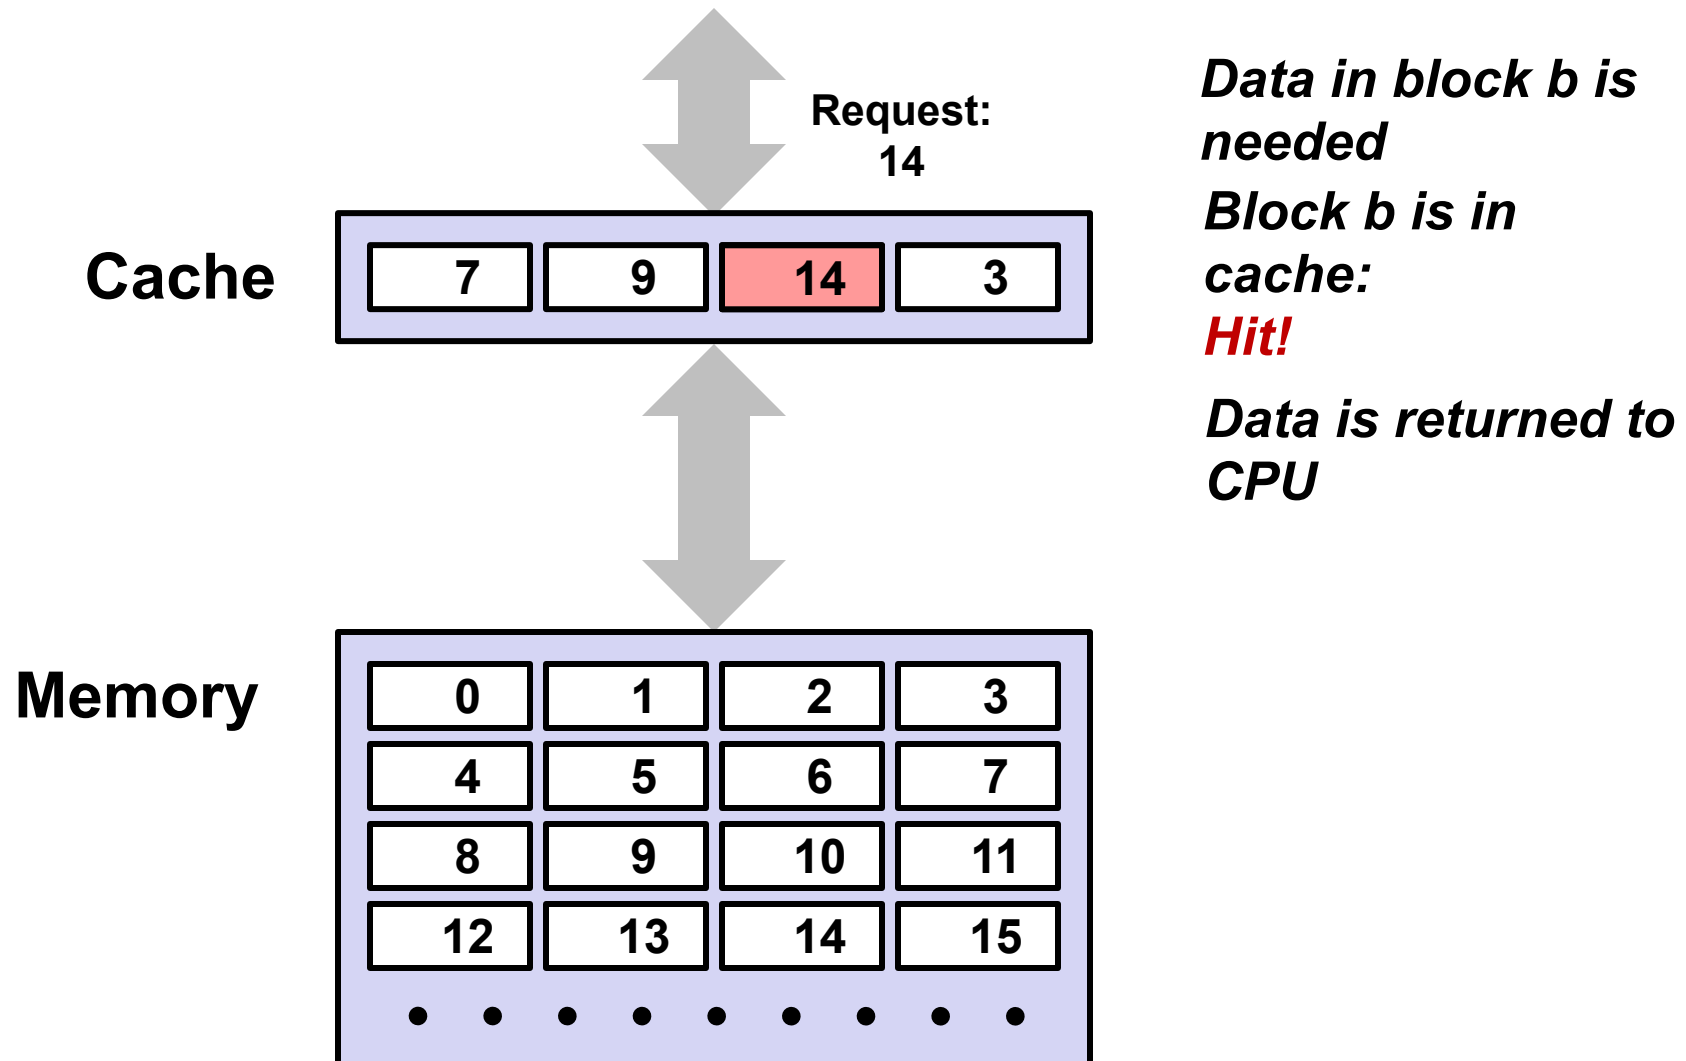 Request:
14
Data in block b is
needed
Block b is in
cache:
Hit!
Data is returned to
CPU
Cache
7 9 14 3
Memory
0 1 2 3
4 5 6 7
8 9 10 11
12 13 14 15
• • • • • • • • •